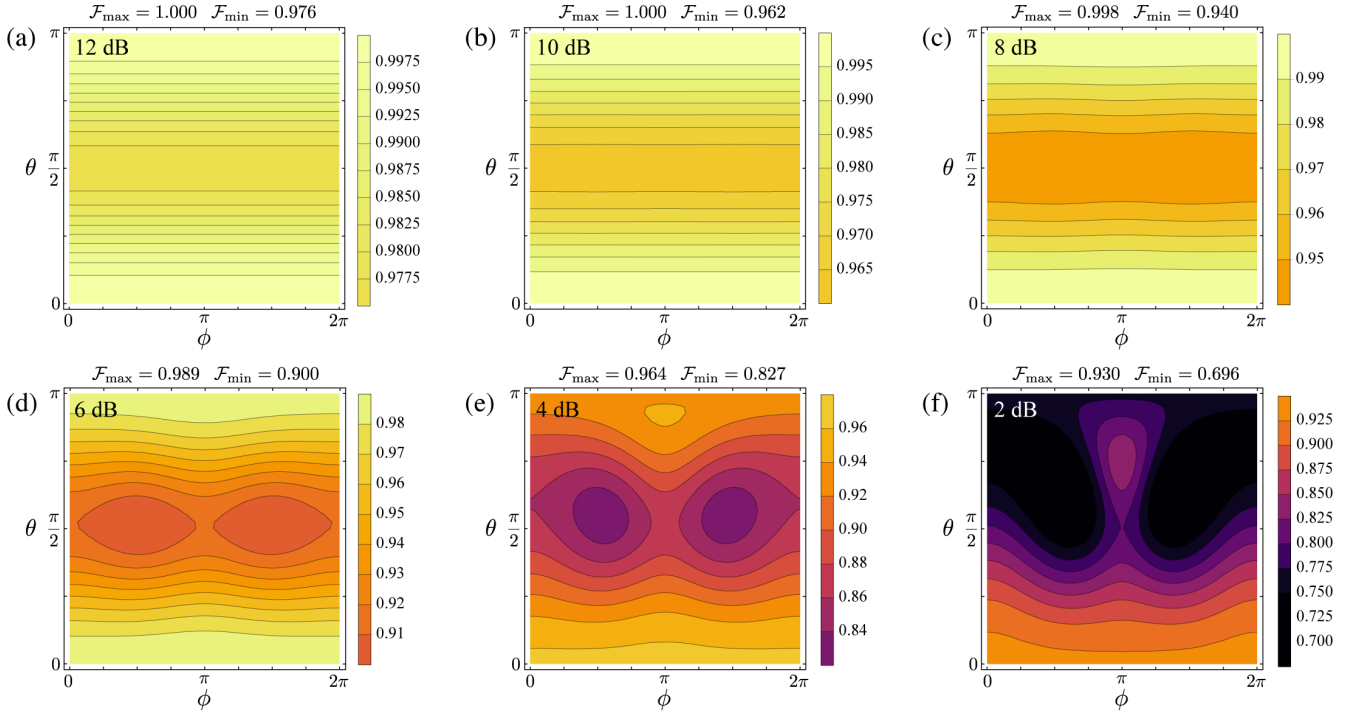 ℱmax = 1.000 ℱmin = 0.976
(a)
12 dB
π
θ π/2
0
0 π 2π
ϕ
0.9975
0.9950
0.9925
0.9900
0.9875
0.9850
0.9825
0.9800
0.9775
ℱmax = 1.000 ℱmin = 0.962
(b)
10 dB
π
θ π/2
0
0 π 2π
ϕ
0.995
0.990
0.985
0.980
0.975
0.970
0.965
ℱmax = 0.998 ℱmin = 0.940
(c)
8 dB
π
θ π/2
0
0 π 2π
ϕ
0.99
0.98
0.97
0.96
0.95
ℱmax = 0.989 ℱmin = 0.900
(d)
6 dB
π
θ π/2
0
0 π 2π
ϕ
0.98
0.97
0.96
0.95
0.94
0.93
0.92
0.91
ℱmax = 0.964 ℱmin = 0.827
(e)
4 dB
π
θ π/2
0
0 π 2π
ϕ
0.96
0.94
0.92
0.90
0.88
0.86
0.84
ℱmax = 0.930 ℱmin = 0.696
(f)
2 dB
π
θ π/2
0
0 π 2π
ϕ
0.925
0.900
0.875
0.850
0.825
0.800
0.775
0.750
0.725
0.700